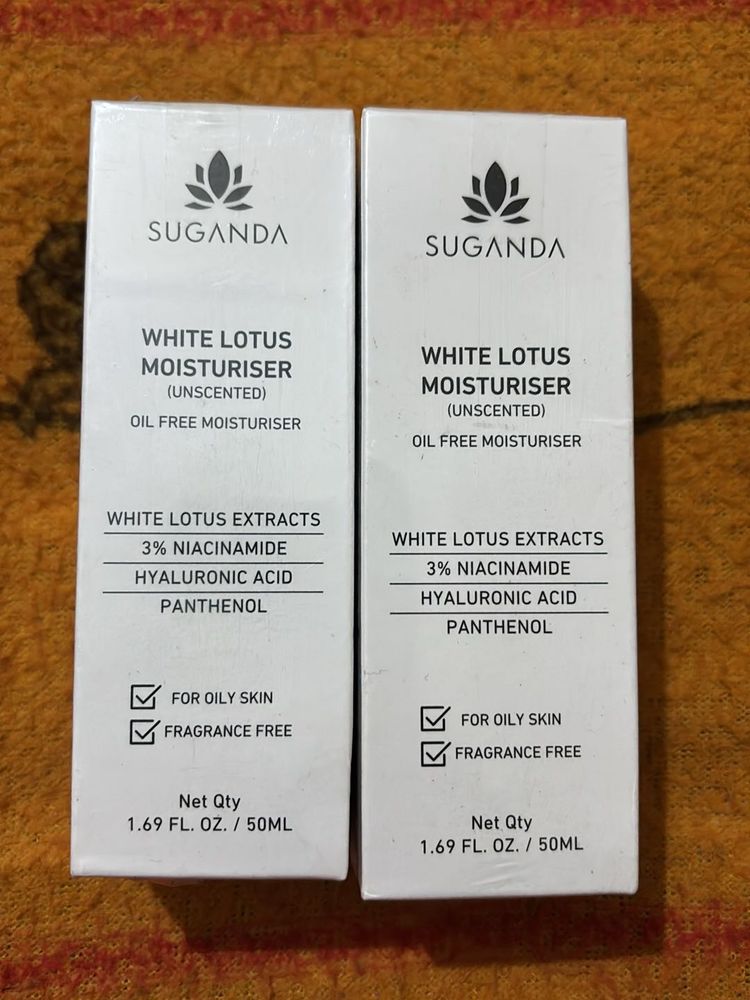 SUGANDA
WHITE LOTUS
MOISTURISER
(UNSCENTED)
OIL FREE MOISTURISER
WHITE LOTUS EXTRACTS
3% NIACINAMIDE
HYALURONIC ACID
PANTHENOL
FOR OILY SKIN
FRAGRANCE FREE
Net Qty
1.69 FL. OZ. / 50ML
SUGANDA
WHITE LOTUS
MOISTURISER
(UNSCENTED)
OIL FREE MOISTURISER
WHITE LOTUS EXTRACTS
3% NIACINAMIDE
HYALURONIC ACID
PANTHENOL
FOR OILY SKIN
FRAGRANCE FREE
Net Qty
1.69 FL. OZ. / 50ML